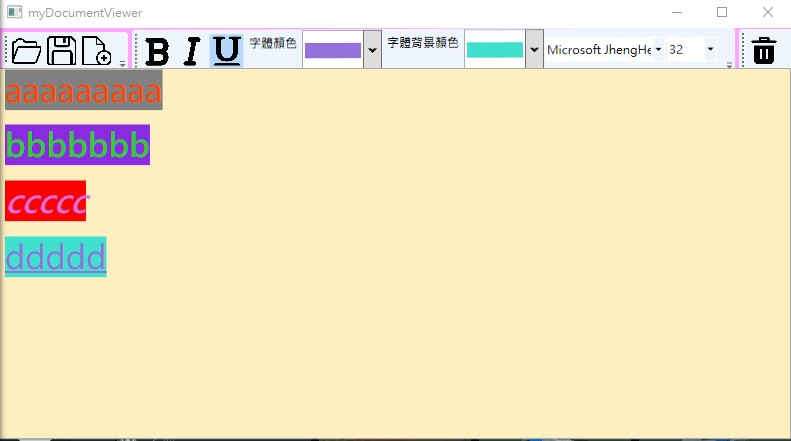 myDocumentViewer
B I U 字體顏色 字體背景顏色 Microsoft JhengHe 32
aaaaaaaaa
bbbbbbb
ccccc
ddddd